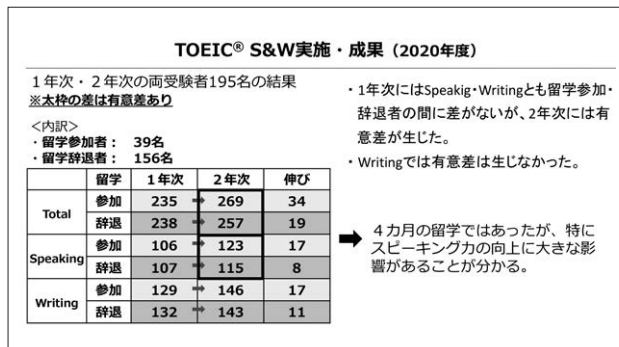 TOEIC® S&W実施・成果（2020年度）
1年次・2年次の両受験者195名の結果
※太枠の差は有意差あり
<内訳>
・留学参加者： 39名
・留学辞退者： 156名
留学 1年次 2年次 伸び
Total 参加 235 ➡ 269 34
辞退 238 ➡ 257 19
Speaking 参加 106 ➡ 123 17
辞退 107 ➡ 115 8
Writing 参加 129 ➡ 146 17
辞退 132 ➡ 143 11
・1年次にはSpeakig・Writingとも留学参加・
辞退者の間に差がないが、2年次には有
意差が生じた。
・Writingでは有意差は生じなかった。
➡ 4カ月の留学ではあったが、特に
スピーキング力の向上に大きな影
響があることが分かる。